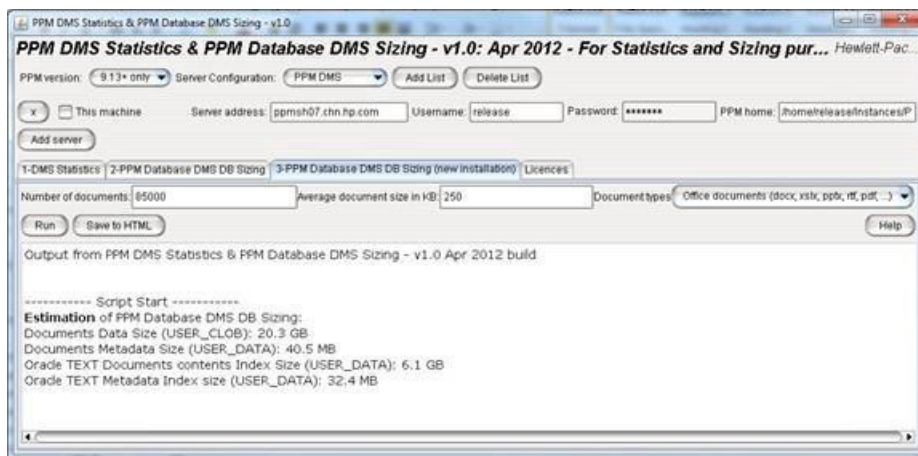 PPM DMS Statistics & PPM Database DMS Sizing - v1.0
PPM DMS Statistics & PPM Database DMS Sizing - v1.0: Apr 2012 - For Statistics and Sizing pur... Hewlett-Pac...
PPM version: 9.13+ only Server Configuration: PPM DMS Add List Delete List
x This machine Server address: ppmsh07.chn.hp.com Username: release Password: ******* PPM home: /home/release/instances/P
Add server
1-DMS Statistics 2-PPM Database DMS DB Sizing 3-PPM Database DMS DB Sizing (new installation) Licences
Number of documents: 85000 Average document size in KB: 250 Document types Office documents (docx, xslx, pptx, rtf, pdf, ...)
Run Save to HTML Help
Output from PPM DMS Statistics & PPM Database DMS Sizing - v1.0 Apr 2012 build
----------- Script Start -----------
Estimation of PPM Database DMS DB Sizing:
Documents Data Size (USER_CLOB): 20.3 GB
Documents Metadata Size (USER_DATA): 40.5 MB
Oracle TEXT Documents contents Index Size (USER_DATA): 6.1 GB
Oracle TEXT Metadata Index size (USER_DATA): 32.4 MB